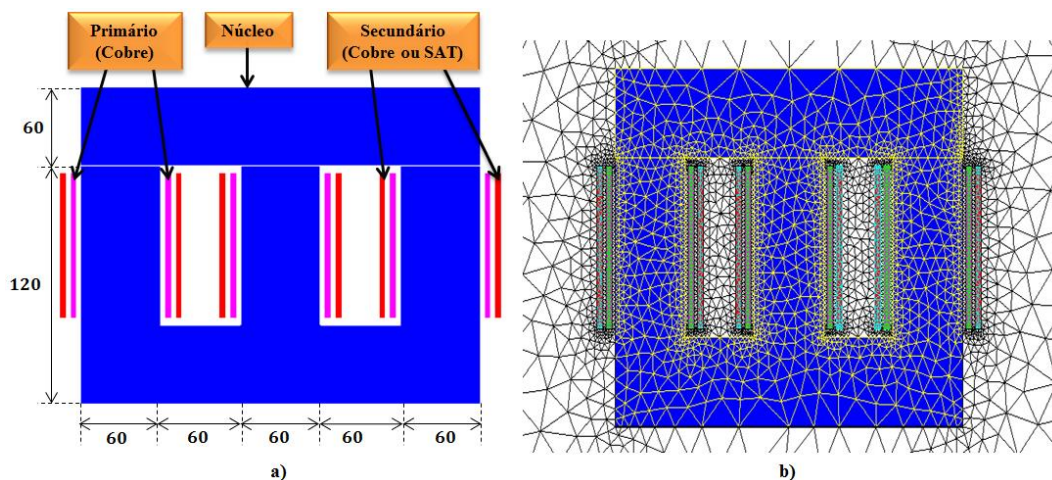 Primário
(Cobre)
Núcleo
Secundário
(Cobre ou SAT)
60
120
60
60
60
60
60
a)
b)